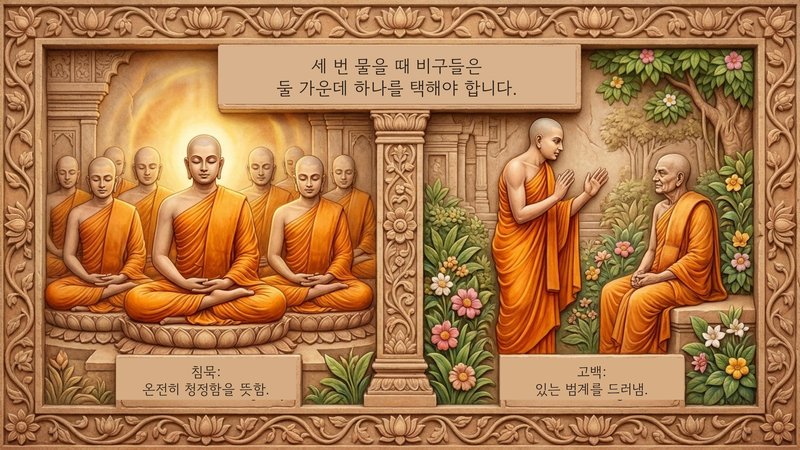 세 번 물을 때 비구들은
둘 가운데 하나를 택해야 합니다.
침묵:
온전히 청정함을 뜻함.
고백:
있는 범계를 드러냄.